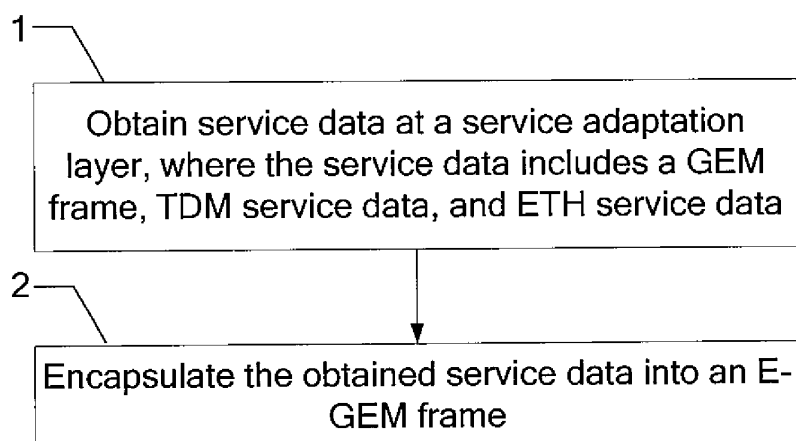 1
Obtain service data at a service adaptation
layer, where the service data includes a GEM
frame, TDM service data, and ETH service data
2
Encapsulate the obtained service data into an E-
GEM frame